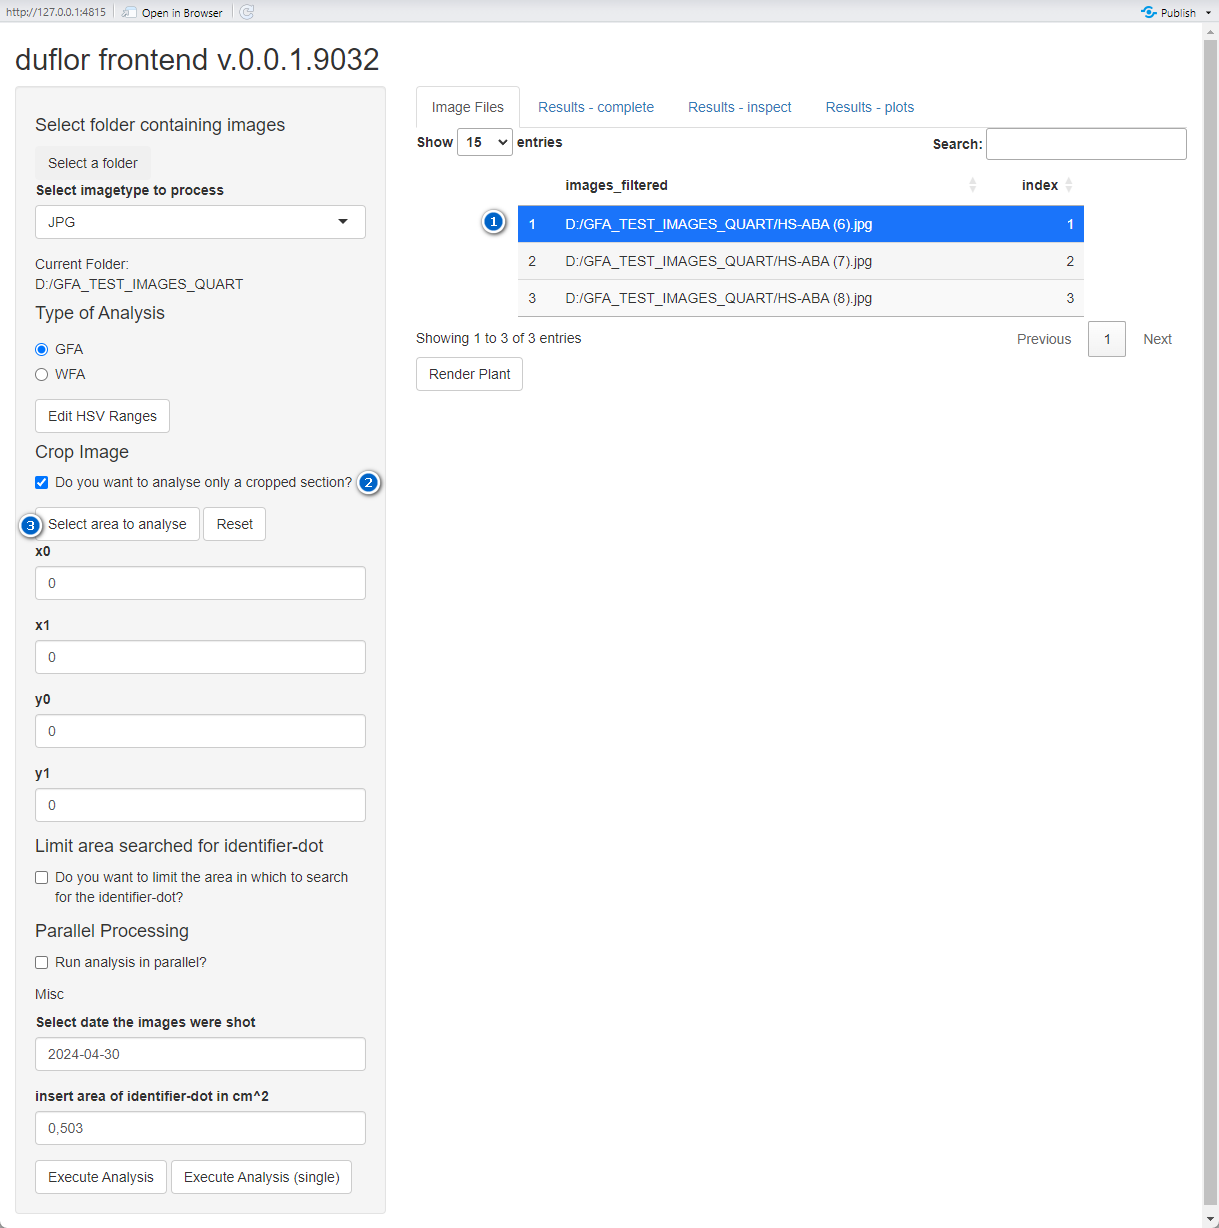 http://127.0.0.1:4815 Open in Browser Publish
duflor frontend v.0.0.1.9032
Select folder containing images
Select a folder
Select imagetype to process
JPG
Current Folder:
D:/GFA_TEST_IMAGES_QUART
Type of Analysis
GFA
WFA
Edit HSV Ranges
Crop Image
Do you want to analyse only a cropped section? 2
3 Select area to analyse Reset
x0
0
x1
0
y0
0
y1
0
Limit area searched for identifier-dot
Do you want to limit the area in which to search
for the identifier-dot?
Parallel Processing
Run analysis in parallel?
Misc
Select date the images were shot
2024-04-30
insert area of identifier-dot in cm^2
0,503
Execute Analysis Execute Analysis (single)
Image Files Results - complete Results - inspect Results - plots
Show 15 entries Search:
images_filtered index
1 1 D:/GFA_TEST_IMAGES_QUART/HS-ABA (6).jpg 1
2 D:/GFA_TEST_IMAGES_QUART/HS-ABA (7).jpg 2
3 D:/GFA_TEST_IMAGES_QUART/HS-ABA (8).jpg 3
Showing 1 to 3 of 3 entries Previous 1 Next
Render Plant